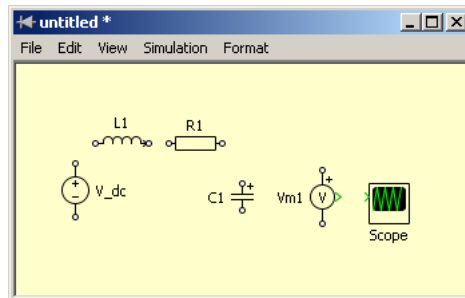 untitled *
File Edit View Simulation Format
L1 R1
V_dc C1 + Vm1 + V
Scope